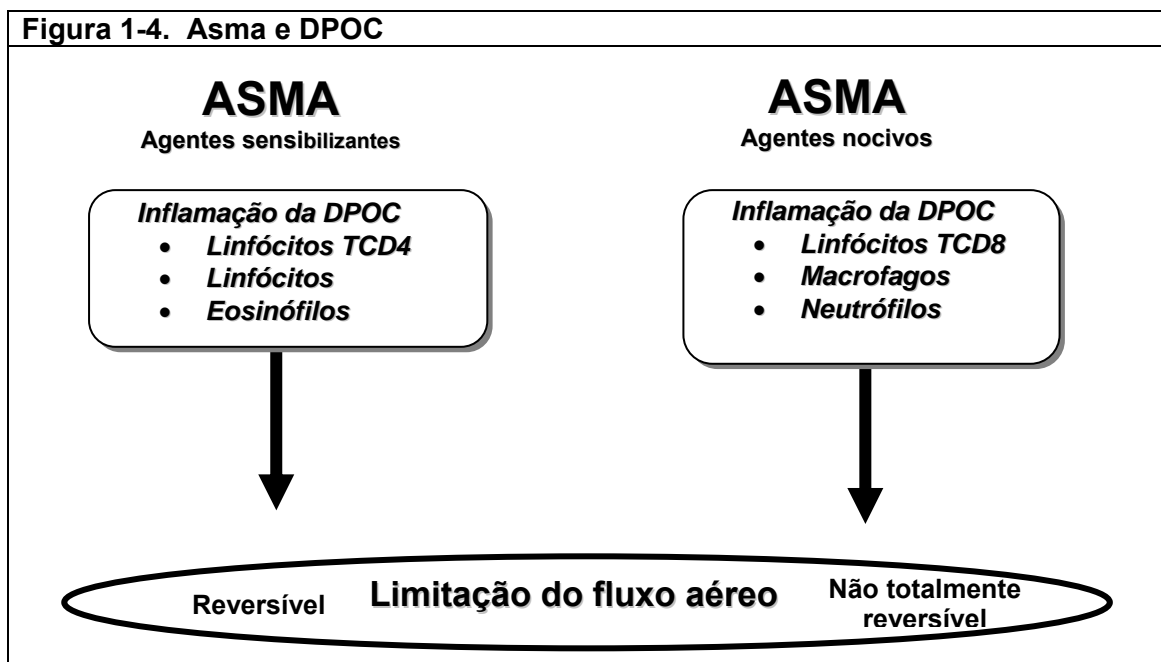 Figura 1-4. Asma e DPOC
ASMA
Agentes sensibilizantes
Inflamação da DPOC
• Linfócitos TCD4
• Linfócitos
• Eosinófilos
ASMA
Agentes nocivos
Inflamação da DPOC
• Linfócitos TCD8
• Macrofagos
• Neutrófilos
Reversível
Limitação do fluxo aéreo
Não totalmente
reversível